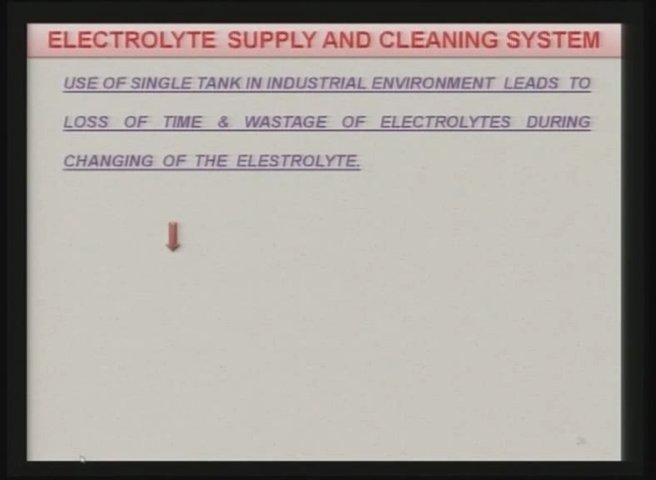 ELECTROLYTE SUPPLY AND CLEANING SYSTEM
USE OF SINGLE TANK IN INDUSTRIAL ENVIRONMENT LEADS TO
LOSS OF TIME & WASTAGE OF ELECTROLYTES DURING
CHANGING OF THE ELESTROLYTE.